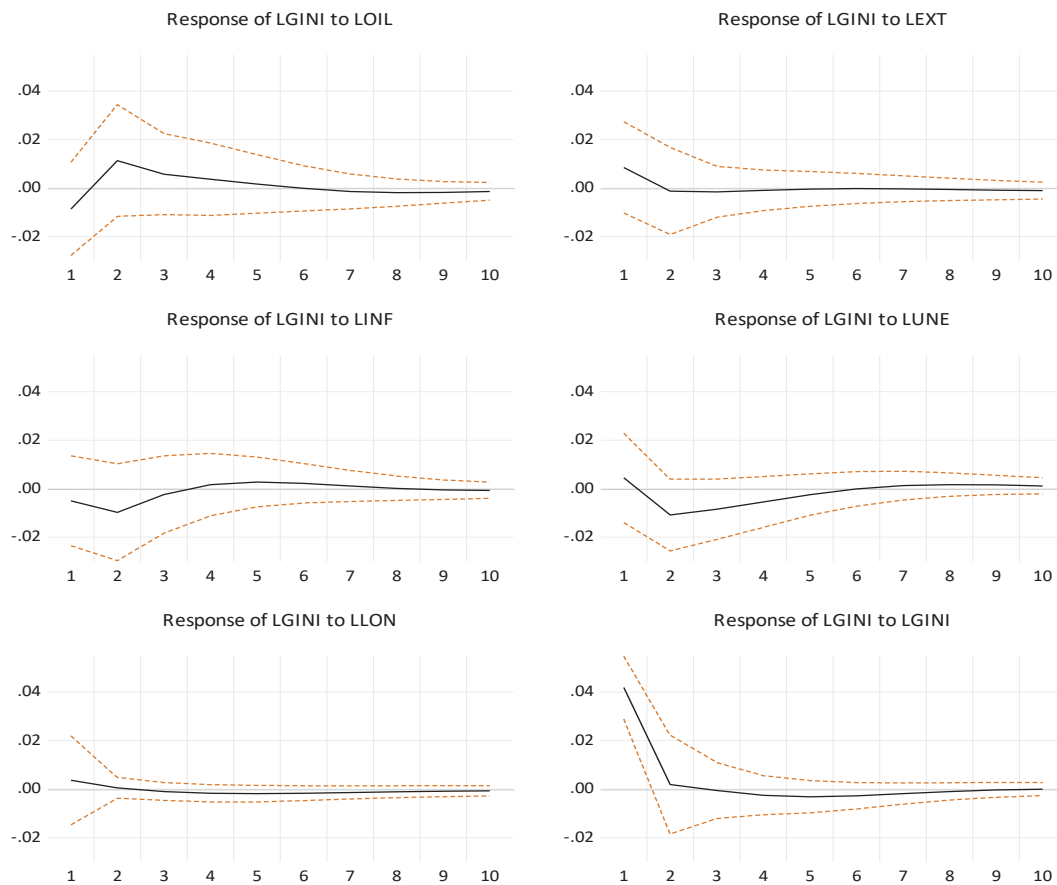 Response of LGINI to LOIL
.04
.02
.00
-.02
1 2 3 4 5 6 7 8 9 10
Response of LGINI to LEXT
.04
.02
.00
-.02
1 2 3 4 5 6 7 8 9 10
Response of LGINI to LINF
.04
.02
.00
-.02
1 2 3 4 5 6 7 8 9 10
Response of LGINI to LUNE
.04
.02
.00
-.02
1 2 3 4 5 6 7 8 9 10
Response of LGINI to LLON
.04
.02
.00
-.02
1 2 3 4 5 6 7 8 9 10
Response of LGINI to LGINI
.04
.02
.00
-.02
1 2 3 4 5 6 7 8 9 10